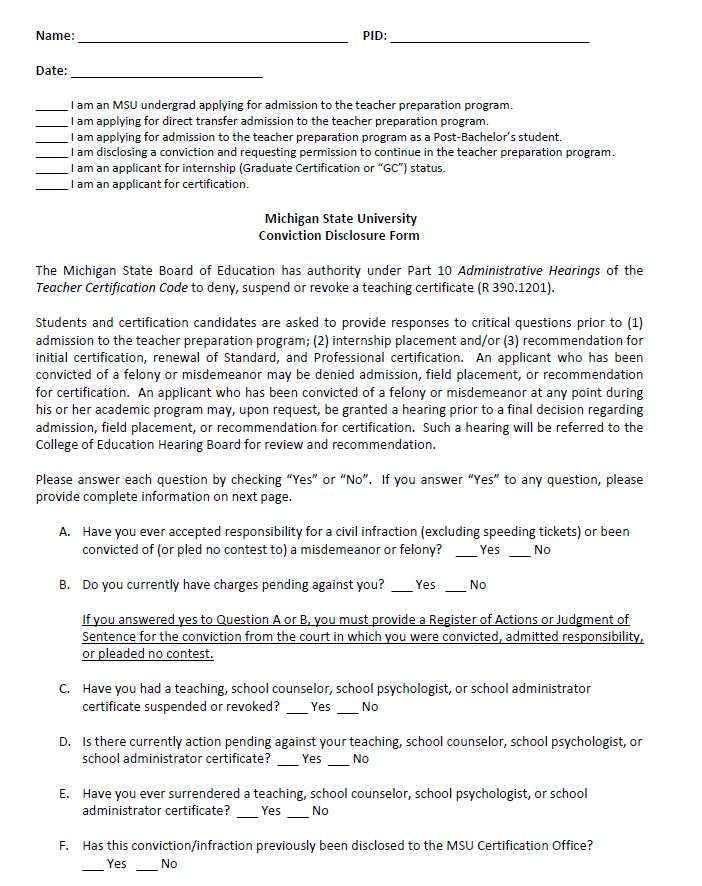 Name: ______________________________________ PID: ____________________________
Date: ___________________________
_____ I am an MSU undergrad applying for admission to the teacher preparation program.
_____ I am applying for direct transfer admission to the teacher preparation program.
_____ I am applying for admission to the teacher preparation program as a Post-Bachelor's student.
_____ I am disclosing a conviction and requesting permission to continue in the teacher preparation program.
_____ I am an applicant for internship (Graduate Certification or "GC") status.
_____ I am an applicant for certification.
Michigan State University
Conviction Disclosure Form
The Michigan State Board of Education has authority under Part 10 Administrative Hearings of the
Teacher Certification Code to deny, suspend or revoke a teaching certificate (R 390.1201).
Students and certification candidates are asked to provide responses to critical questions prior to (1)
admission to the teacher preparation program; (2) internship placement and/or (3) recommendation for
initial certification, renewal of Standard, and Professional certification. An applicant who has been
convicted of a felony or misdemeanor may be denied admission, field placement, or recommendation
for certification. An applicant who has been convicted of a felony or misdemeanor at any point during
his or her academic program may, upon request, be granted a hearing prior to a final decision regarding
admission, field placement, or recommendation for certification. Such a hearing will be referred to the
College of Education Hearing Board for review and recommendation.
Please answer each question by checking "Yes" or "No". If you answer "Yes" to any question, please
provide complete information on next page.
A. Have you ever accepted responsibility for a civil infraction (excluding speeding tickets) or been
convicted of (or pled no contest to) a misdemeanor or felony? ___ Yes ___ No
B. Do you currently have charges pending against you? ___ Yes ___ No
If you answered yes to Question A or B, you must provide a Register of Actions or Judgment of
Sentence for the conviction from the court in which you were convicted, admitted responsibility,
or pleaded no contest.
C. Have you had a teaching, school counselor, school psychologist, or school administrator
certificate suspended or revoked? ___ Yes ___ No
D. Is there currently action pending against your teaching, school counselor, school psychologist, or
school administrator certificate? ___ Yes ___ No
E. Have you ever surrendered a teaching, school counselor, school psychologist, or school
administrator certificate? ___ Yes ___ No
F. Has this conviction/infraction previously been disclosed to the MSU Certification Office?
___ Yes ___ No